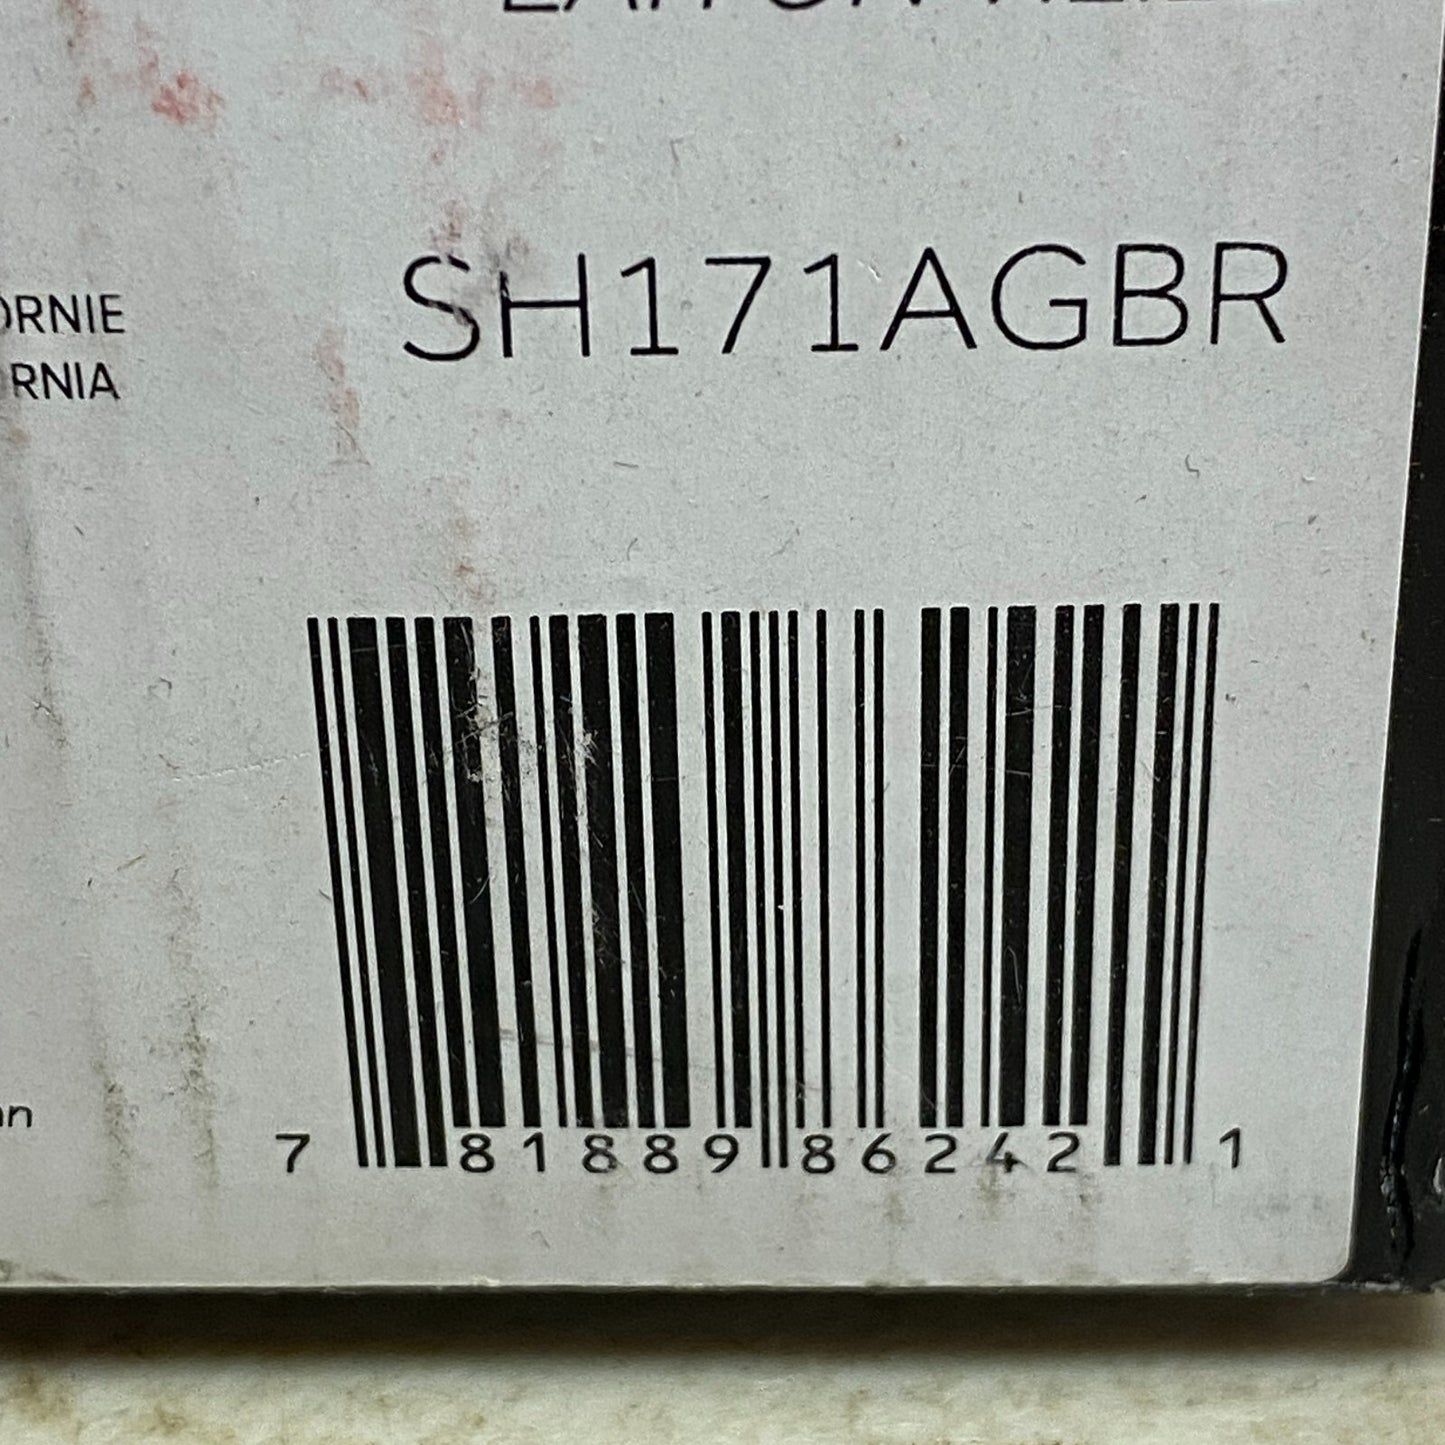 SH171AGBR
ORNIE
RNIA
7 81889 86242 1